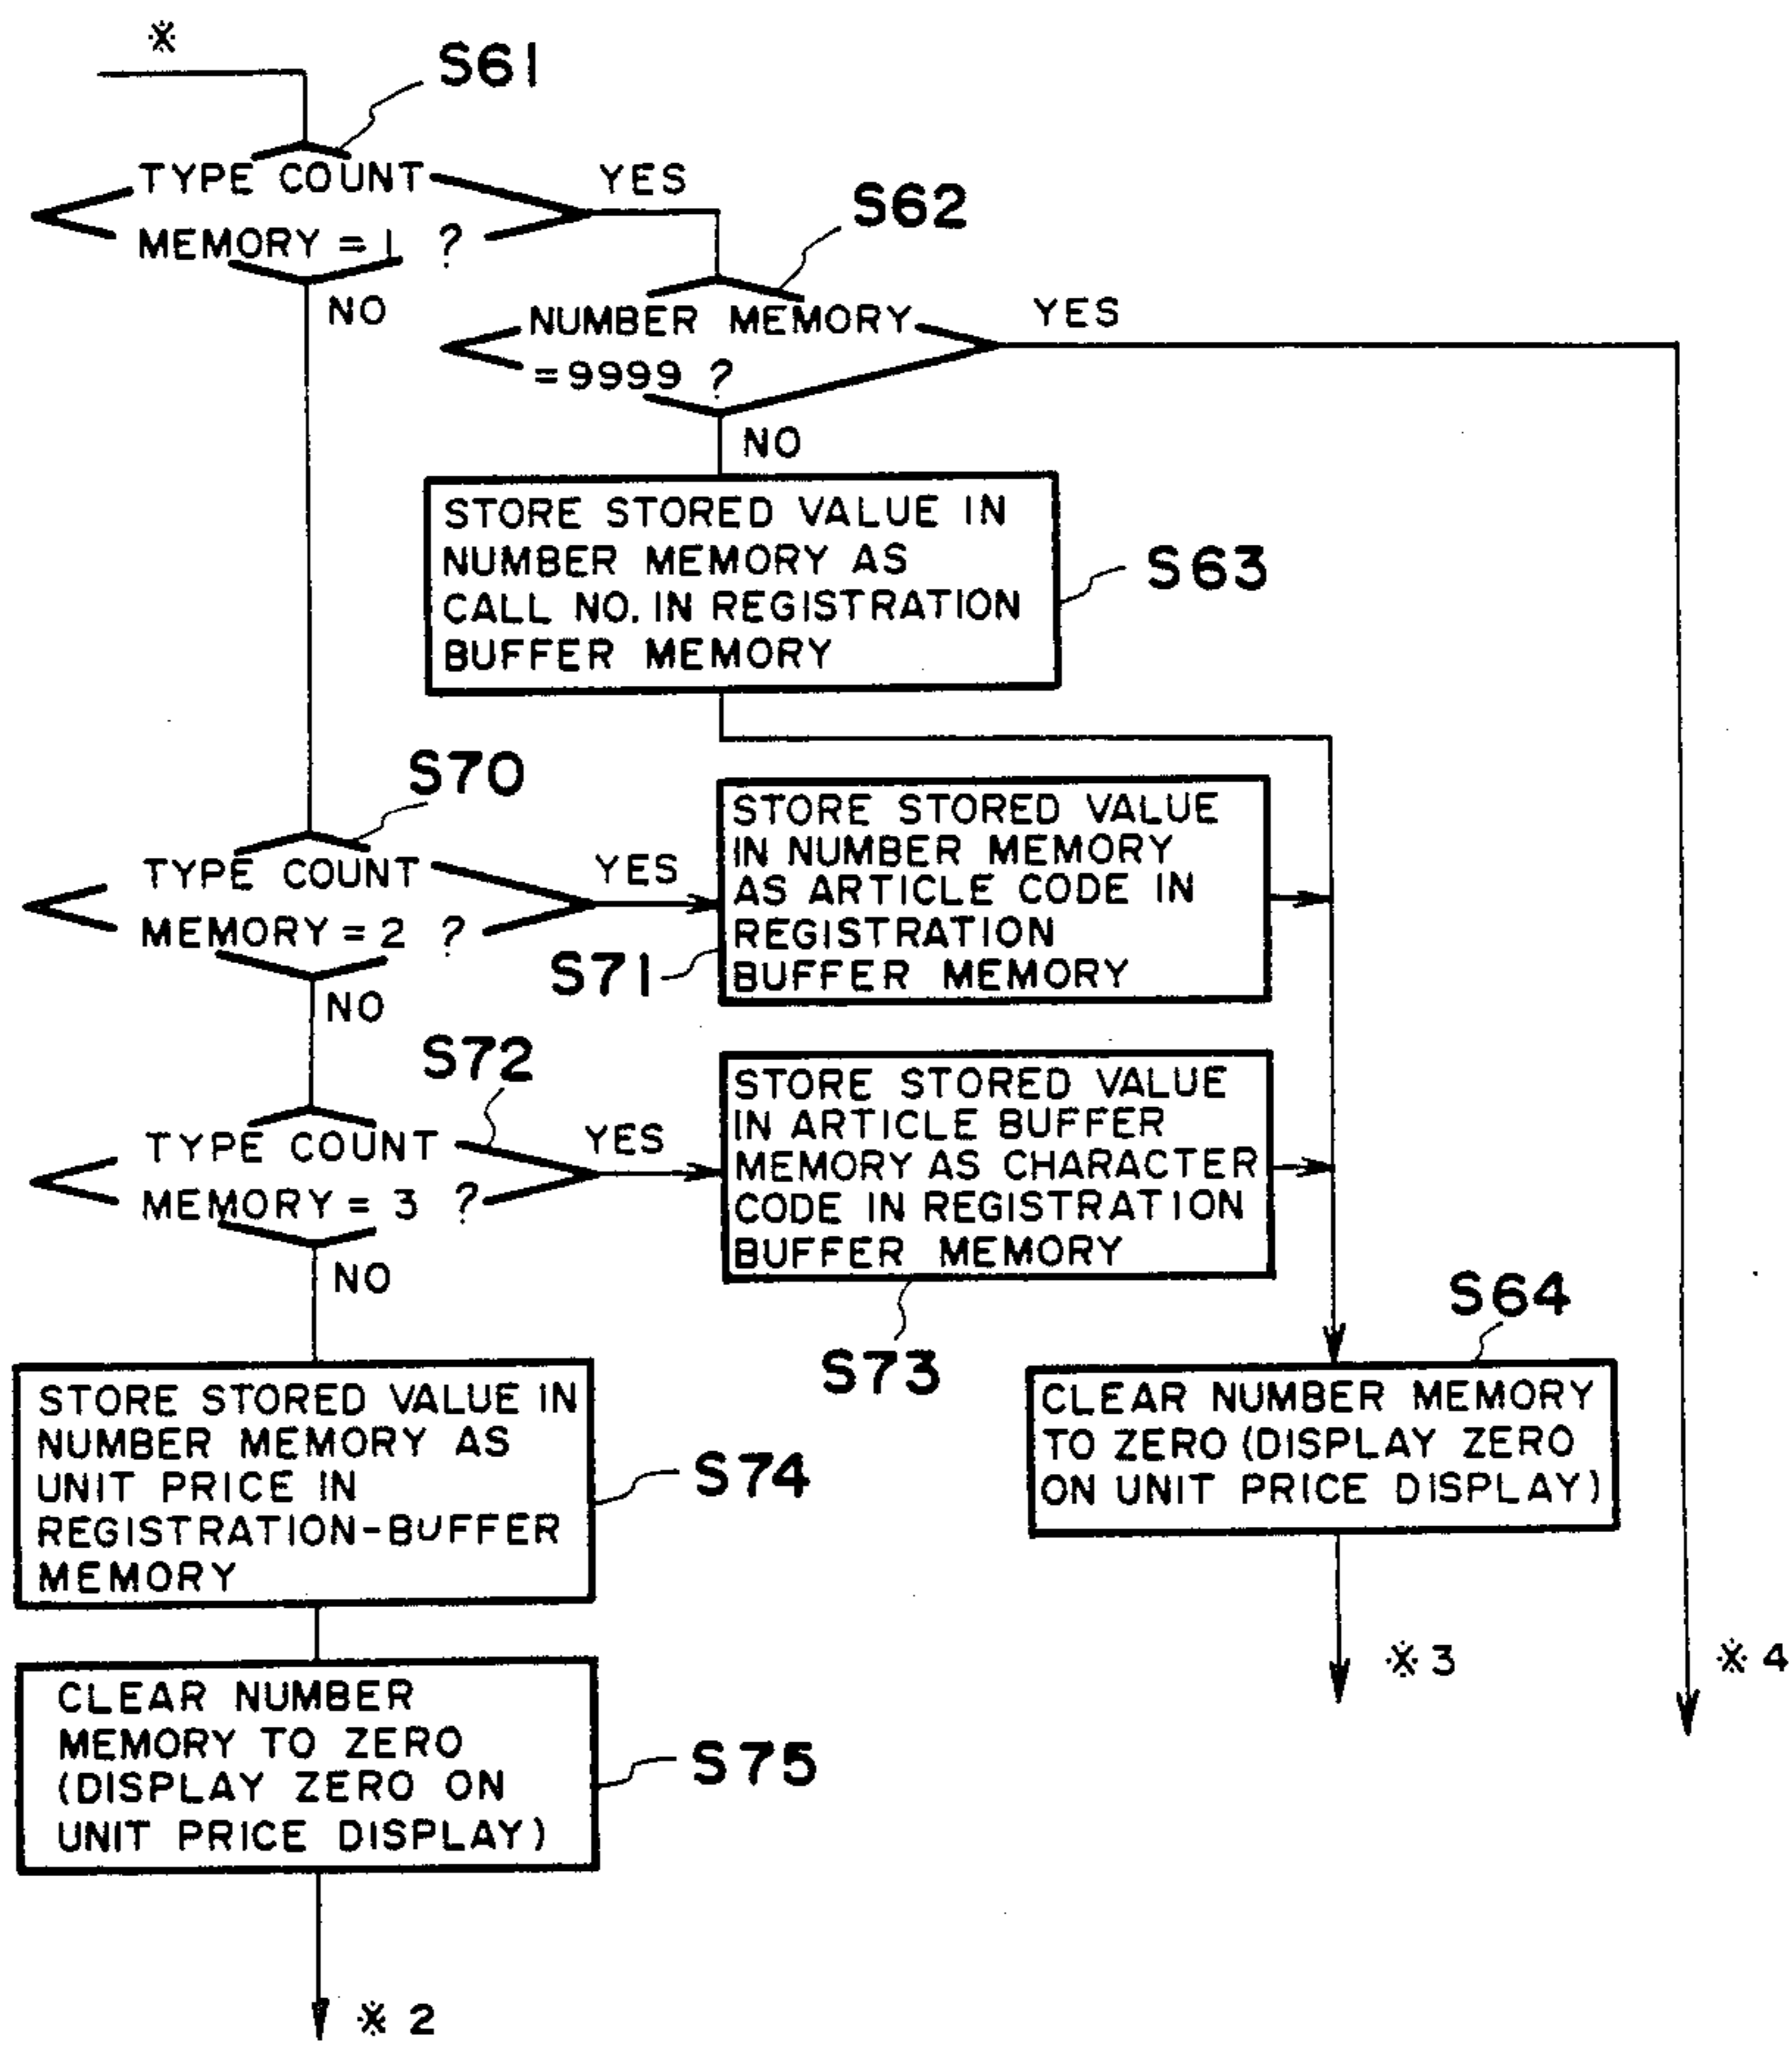 ※
S61
TYPE COUNT
MEMORY = 1 ?
YES
NO
S62
NUMBER MEMORY
= 9999 ?
YES
NO
STORE STORED VALUE IN
NUMBER MEMORY AS
CALL NO. IN REGISTRATION
BUFFER MEMORY
S63
S70
TYPE COUNT
MEMORY = 2 ?
YES
NO
STORE STORED VALUE
IN NUMBER MEMORY
AS ARTICLE CODE IN
REGISTRATION
BUFFER MEMORY
S71
S72
TYPE COUNT
MEMORY = 3 ?
YES
NO
STORE STORED VALUE
IN ARTICLE BUFFER
MEMORY AS CHARACTER
CODE IN REGISTRATION
BUFFER MEMORY
S73
S64
CLEAR NUMBER MEMORY
TO ZERO (DISPLAY ZERO
ON UNIT PRICE DISPLAY)
STORE STORED VALUE IN
NUMBER MEMORY AS
UNIT PRICE IN
REGISTRATION-BUFFER
MEMORY
S74
※3
※4
CLEAR NUMBER
MEMORY TO ZERO
(DISPLAY ZERO ON
UNIT PRICE DISPLAY)
S75
※2